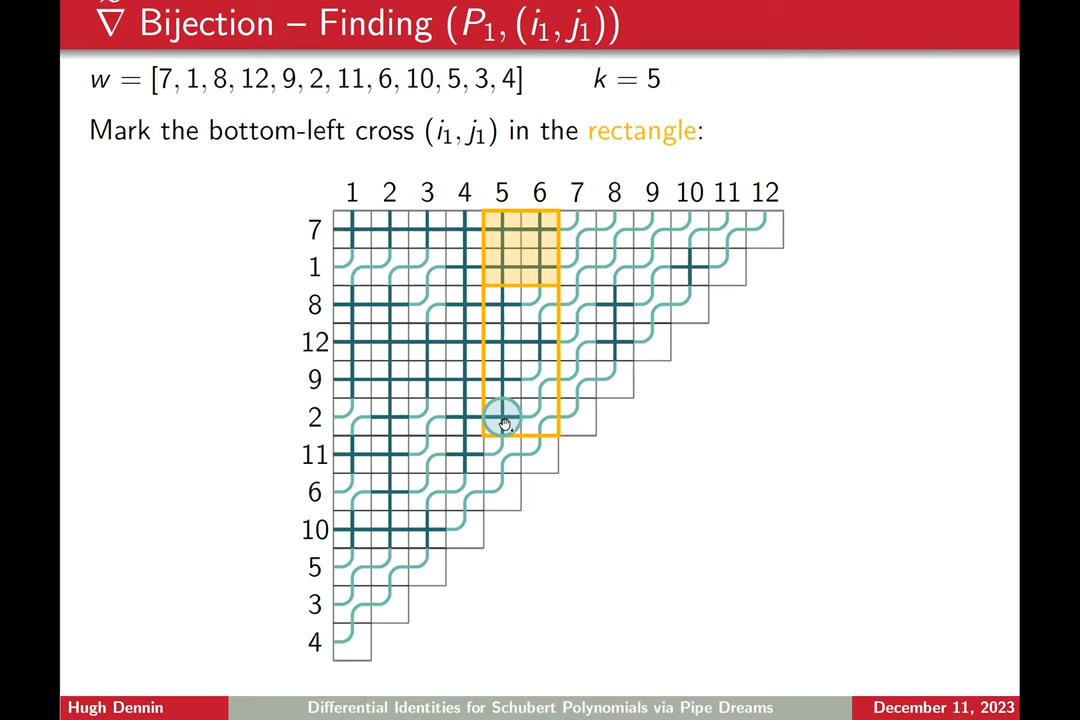 ∇̃ Bijection – Finding (P₁, (i₁, j₁))
w = [7, 1, 8, 12, 9, 2, 11, 6, 10, 5, 3, 4] k = 5
Mark the bottom-left cross (i₁, j₁) in the rectangle:
1 2 3 4 5 6 7 8 9 10 11 12
7
1
8
12
9
2
11
6
10
5
3
4
Hugh Dennin Differential Identities for Schubert Polynomials via Pipe Dreams December 11, 2023